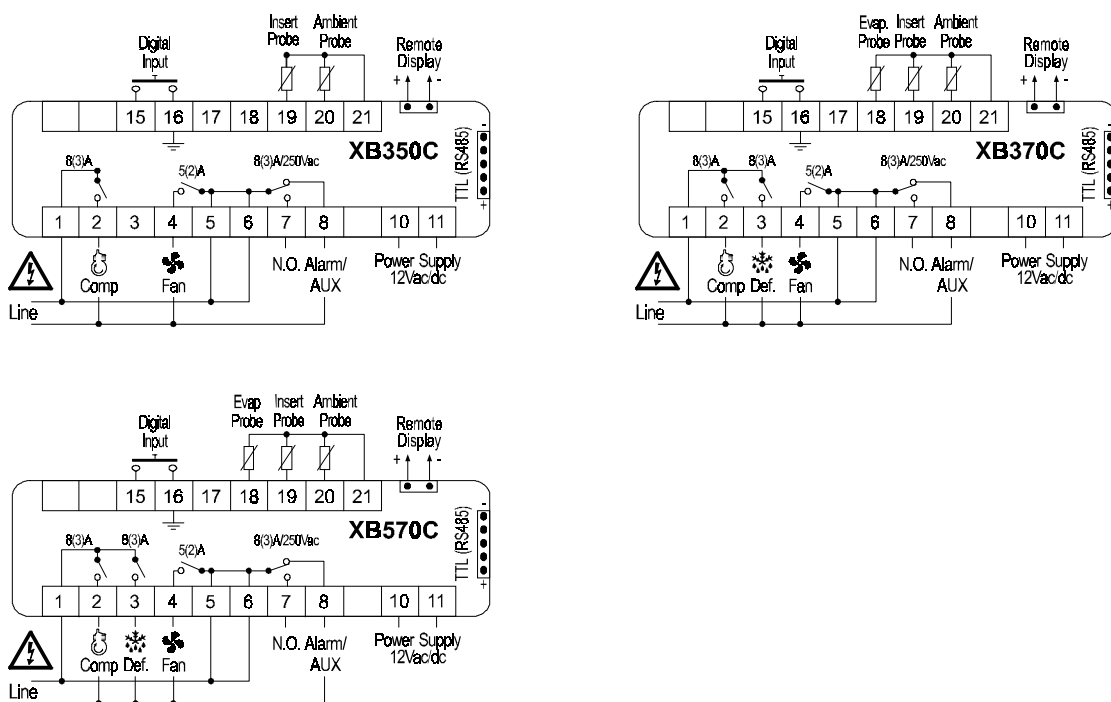 Insert Ambient
Probe Probe
Digital
Input
Remote
Display
+ -
15 16 17 18 19 20 21
XB350C
TTL (RS485)
-
+
8(3)A
5(2)A
8(3)A/250Vac
1 2 3 4 5 6 7 8 10 11
Comp
Fan
N.O. Alarm/
AUX
Power Supply
12Vac/dc
Line
Evap. Insert Ambient
Probe Probe Probe
Digital
Input
Remote
Display
+ -
15 16 17 18 19 20 21
XB370C
TTL (RS485)
-
+
8(3)A 8(3)A
5(2)A
8(3)A/250Vac
1 2 3 4 5 6 7 8 10 11
Comp Def. Fan
N.O. Alarm/
AUX
Power Supply
12Vac/dc
Line
Evap Insert Ambient
Probe Probe Probe
Digital
Input
Remote
Display
+ -
15 16 17 18 19 20 21
XB570C
TTL (RS485)
-
+
8(3)A 8(3)A
5(2)A
8(3)A/250Vac
1 2 3 4 5 6 7 8 10 11
Comp Def. Fan
N.O. Alarm/
AUX
Power Supply
12Vac/dc
Line